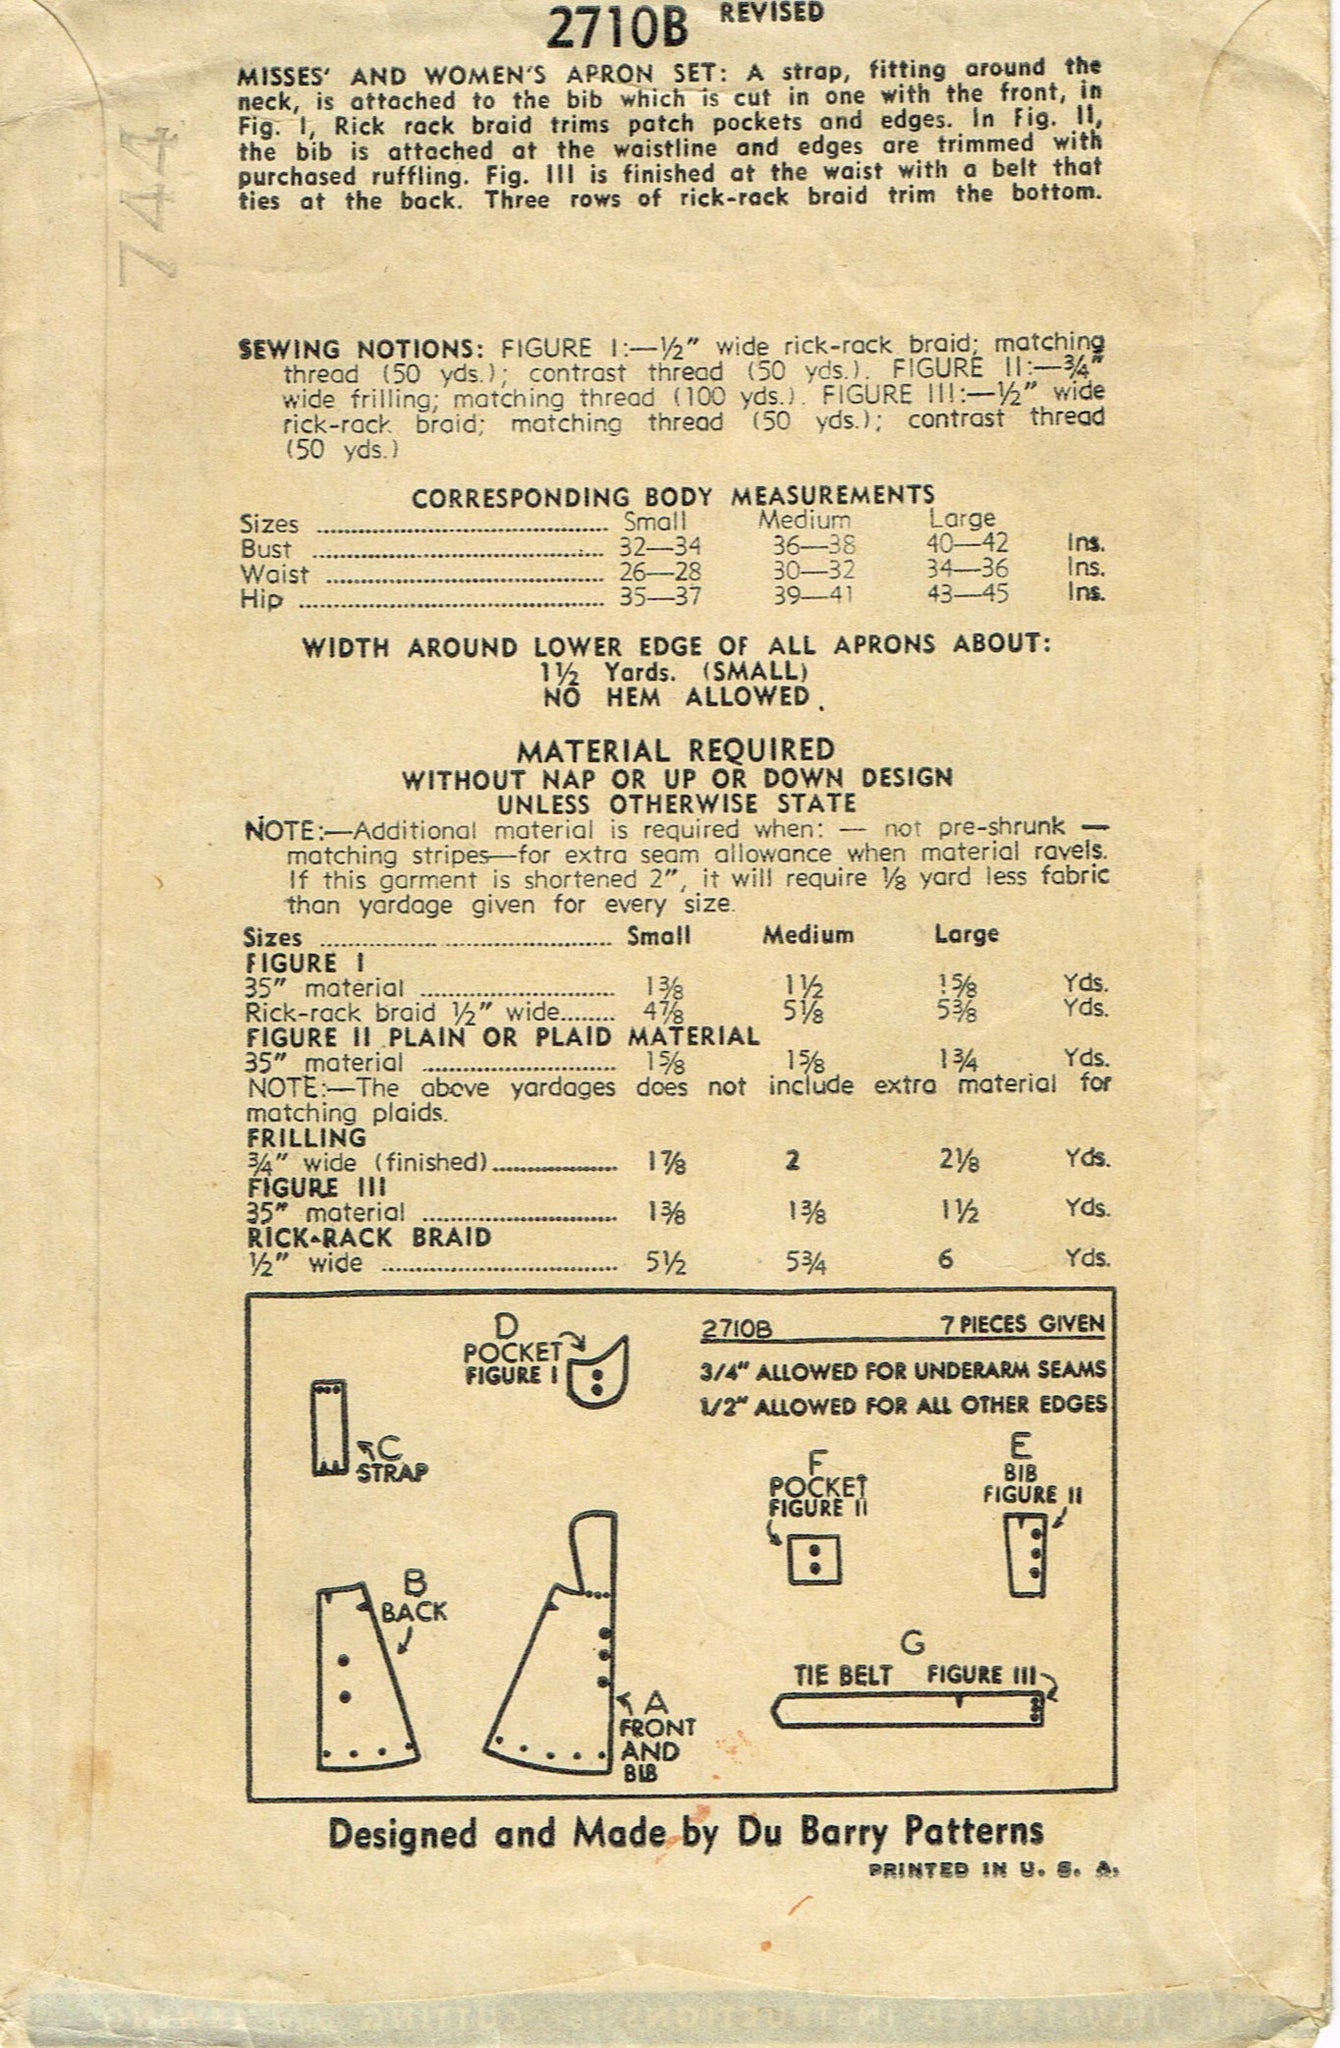 2710B REVISED
744
MISSES' AND WOMEN'S APRON SET: A strap, fitting around the
neck, is attached to the bib which is cut in one with the front, in
Fig. I, Rick rack braid trims patch pockets and edges. In Fig. II,
the bib is attached at the waistline and edges are trimmed with
purchased ruffling. Fig. III is finished at the waist with a belt that
ties at the back. Three rows of rick-rack braid trim the bottom.
SEWING NOTIONS: FIGURE I:—½" wide rick-rack braid; matching
thread (50 yds.); contrast thread (50 yds.). FIGURE II:—¾"
wide frilling; matching thread (100 yds.). FIGURE III:—½" wide
rick-rack braid; matching thread (50 yds.); contrast thread
(50 yds.)
CORRESPONDING BODY MEASUREMENTS
Sizes ........ Small Medium Large
Bust ........ 32—34 36—38 40—42 Ins.
Waist ........ 26—28 30—32 34—36 Ins.
Hip ........ 35—37 39—41 43—45 Ins.
WIDTH AROUND LOWER EDGE OF ALL APRONS ABOUT:
1½ Yards. (SMALL)
NO HEM ALLOWED.
MATERIAL REQUIRED
WITHOUT NAP OR UP OR DOWN DESIGN
UNLESS OTHERWISE STATE
NOTE:—Additional material is required when: — not pre-shrunk —
matching stripes—for extra seam allowance when material ravels.
If this garment is shortened 2", it will require ⅛ yard less fabric
than yardage given for every size.
Sizes ........ Small Medium Large
FIGURE I
35" material ........ 1⅜ 1½ 1⅝ Yds.
Rick-rack braid ½" wide........ 4⅞ 5⅛ 5⅜ Yds.
FIGURE II PLAIN OR PLAID MATERIAL
35" material ........ 1⅝ 1⅝ 1¾ Yds.
NOTE:—The above yardages does not include extra material for
matching plaids.
FRILLING
¾" wide (finished)........ 1⅞ 2 2⅛ Yds.
FIGURE III
35" material ........ 1⅜ 1⅜ 1½ Yds.
RICK-RACK BRAID
½" wide ........ 5½ 5¾ 6 Yds.
D
POCKET
FIGURE I
2710B 7 PIECES GIVEN
3/4" ALLOWED FOR UNDERARM SEAMS
1/2" ALLOWED FOR ALL OTHER EDGES
C
STRAP
F
POCKET
FIGURE II
E
BIB
FIGURE II
B
BACK
A
FRONT
AND
BIB
G
TIE BELT FIGURE III
Designed and Made by Du Barry Patterns
PRINTED IN U. S. A.